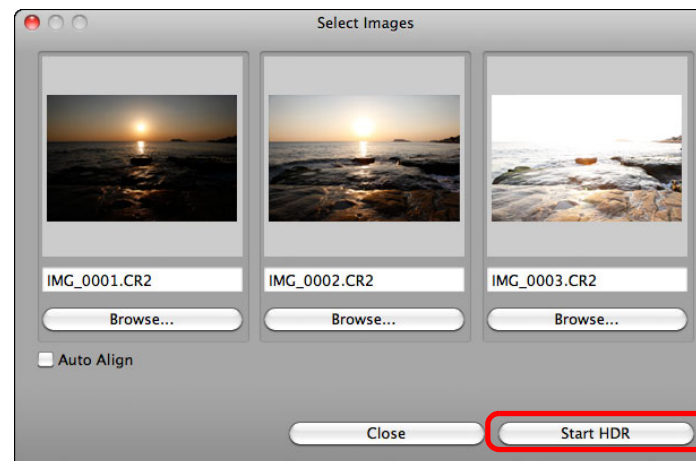 Select Images
IMG_0001.CR2
IMG_0002.CR2
IMG_0003.CR2
Browse...
Browse...
Browse...
Auto Align
Close
Start HDR